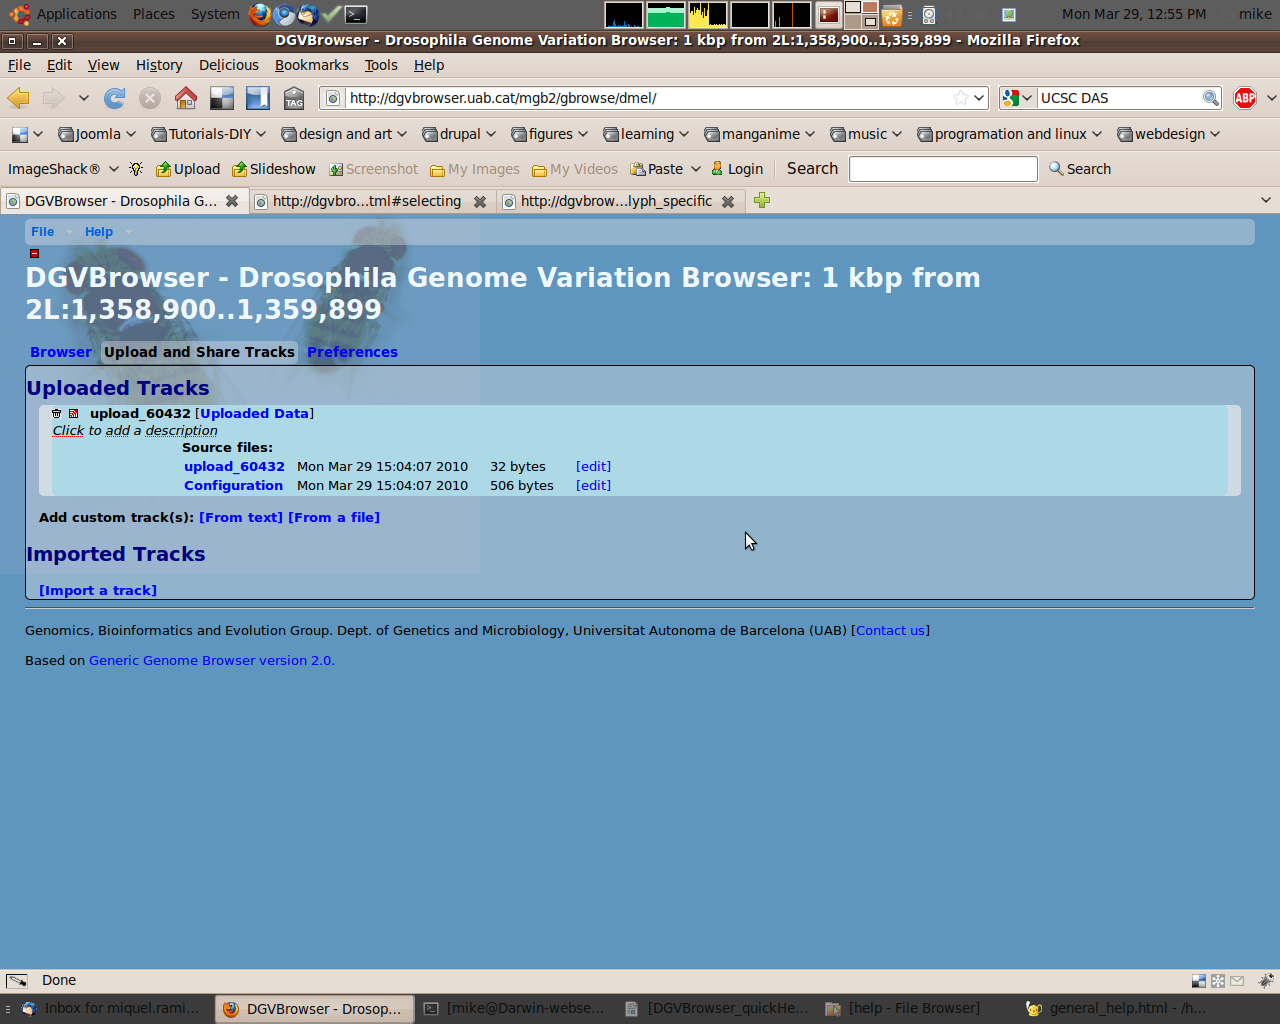 Applications Places System Mon Mar 29, 12:55 PM mike
DGVBrowser - Drosophila Genome Variation Browser: 1 kbp from 2L:1,358,900..1,359,899 - Mozilla Firefox
File Edit View History Delicious Bookmarks Tools Help
TAG http://dgvbrowser.uab.cat/mgb2/gbrowse/dmel/ UCSC DAS ABP
Joomla Tutorials-DIY design and art drupal figures learning manganime music programation and linux webdesign
ImageShack® Upload Slideshow Screenshot My Images My Videos Paste Login Search Search
DGVBrowser - Drosophila G... http://dgvbro...tml#selecting http://dgvbrow...lyph_specific
File Help
DGVBrowser - Drosophila Genome Variation Browser: 1 kbp from
2L:1,358,900..1,359,899
Browser Upload and Share Tracks Preferences
Uploaded Tracks
upload_60432 [Uploaded Data]
Click to add a description
Source files:
upload_60432 Mon Mar 29 15:04:07 2010 32 bytes [edit]
Configuration Mon Mar 29 15:04:07 2010 506 bytes [edit]
Add custom track(s): [From text] [From a file]
Imported Tracks
[Import a track]
Genomics, Bioinformatics and Evolution Group. Dept. of Genetics and Microbiology, Universitat Autonoma de Barcelona (UAB) [Contact us]
Based on Generic Genome Browser version 2.0.
Done
Inbox for miquel.rami... DGVBrowser - Drosop... [mike@Darwin-webse... [DGVBrowser_quickHe... [help - File Browser] general_help.html - /h...